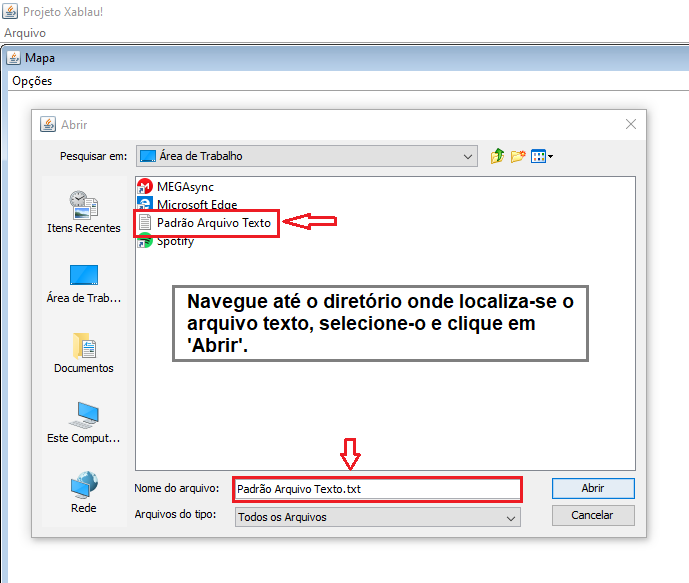 Projeto Xablau!
Arquivo
Mapa
Opções
Abrir
Pesquisar em:
Área de Trabalho
MEGAsync
Microsoft Edge
Padrão Arquivo Texto
Spotify
Itens Recentes
Área de Trab...
Documentos
Este Comput...
Rede
Navegue até o diretório onde localiza-se o
arquivo texto, selecione-o e clique em
'Abrir'.
Nome do arquivo:
Padrão Arquivo Texto.txt
Abrir
Arquivos do tipo:
Todos os Arquivos
Cancelar